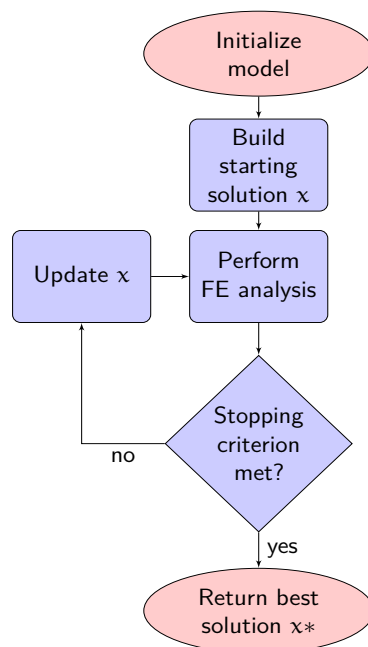 Initialize
model
Build
starting
solution x
Update x
Perform
FE analysis
Stopping
criterion
met?
no
yes
Return best
solution x*